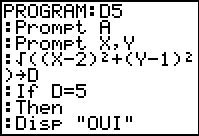 PROGRAM:D5
:Prompt A
:Prompt X,Y
:√((X-2)²+(Y-1)²
)→D
:If D=5
:Then
:Disp "OUI"